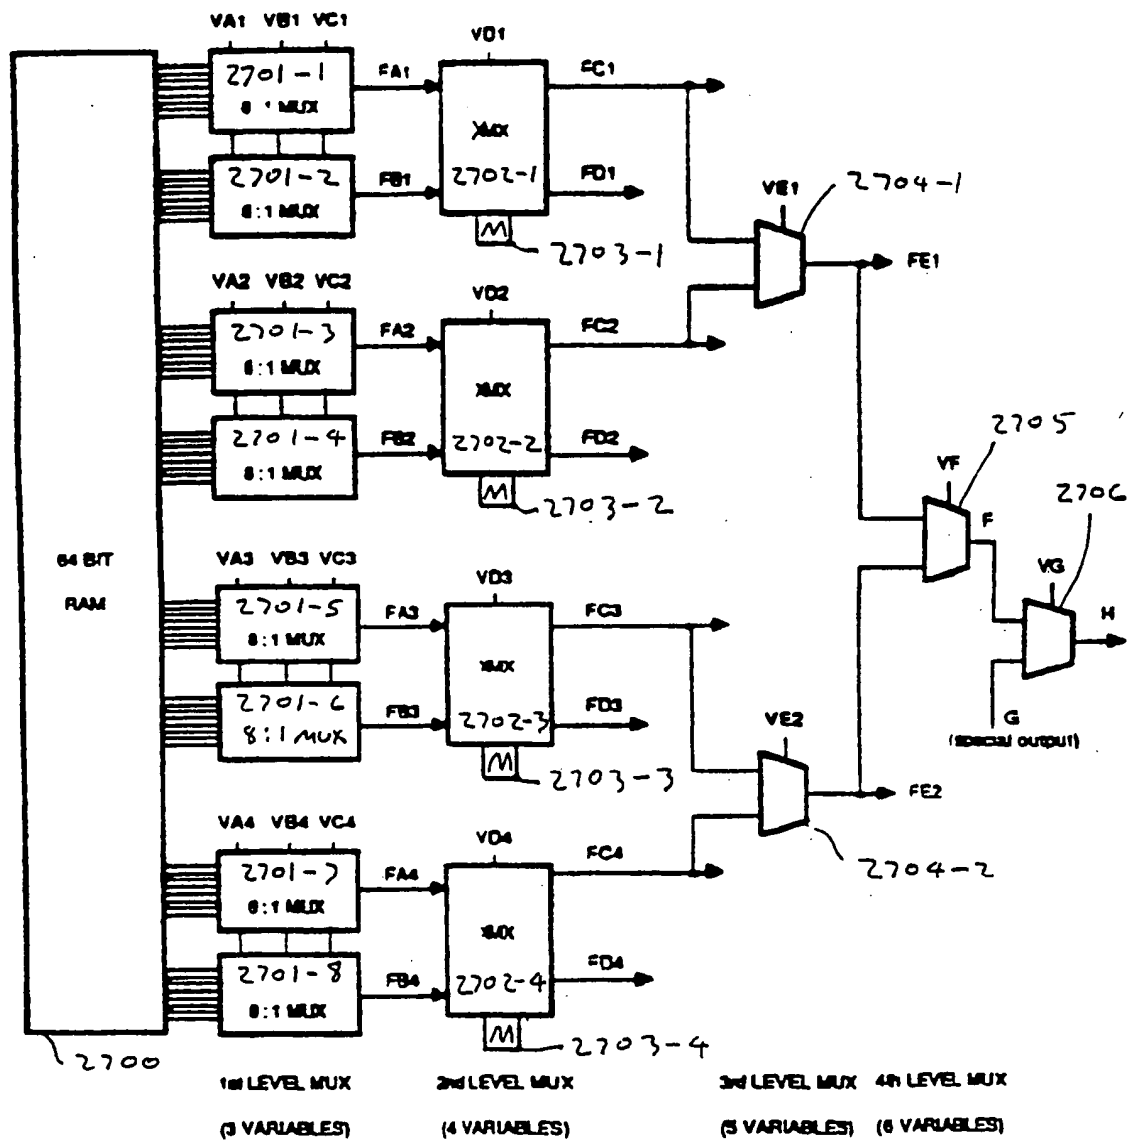 VA1 VB1 VC1
VD1
2701-1
8:1 MUX
FA1
FC1
XMX
2701-2
8:1 MUX
FB1
2702-1
FD1
VE1
2704-1
M
2703-1
FE1
VA2 VB2 VC2
VD2
2701-3
8:1 MUX
FA2
FC2
XMX
2701-4
8:1 MUX
FB2
2702-2
FD2
2705
VF
2706
M
2703-2
F
64 BIT
RAM
VG
VA3 VB3 VC3
VD3
2701-5
8:1 MUX
FA3
FC3
H
XMX
2701-6
8:1 MUX
FB3
2702-3
FD3
VE2
G
(special output)
M
2703-3
FE2
VA4 VB4 VC4
VD4
2701-7
8:1 MUX
FA4
FC4
2704-2
XMX
2701-8
8:1 MUX
FB4
2702-4
FD4
M
2703-4
2700
1st LEVEL MUX 2nd LEVEL MUX 3rd LEVEL MUX 4th LEVEL MUX
(3 VARIABLES) (4 VARIABLES) (5 VARIABLES) (6 VARIABLES)